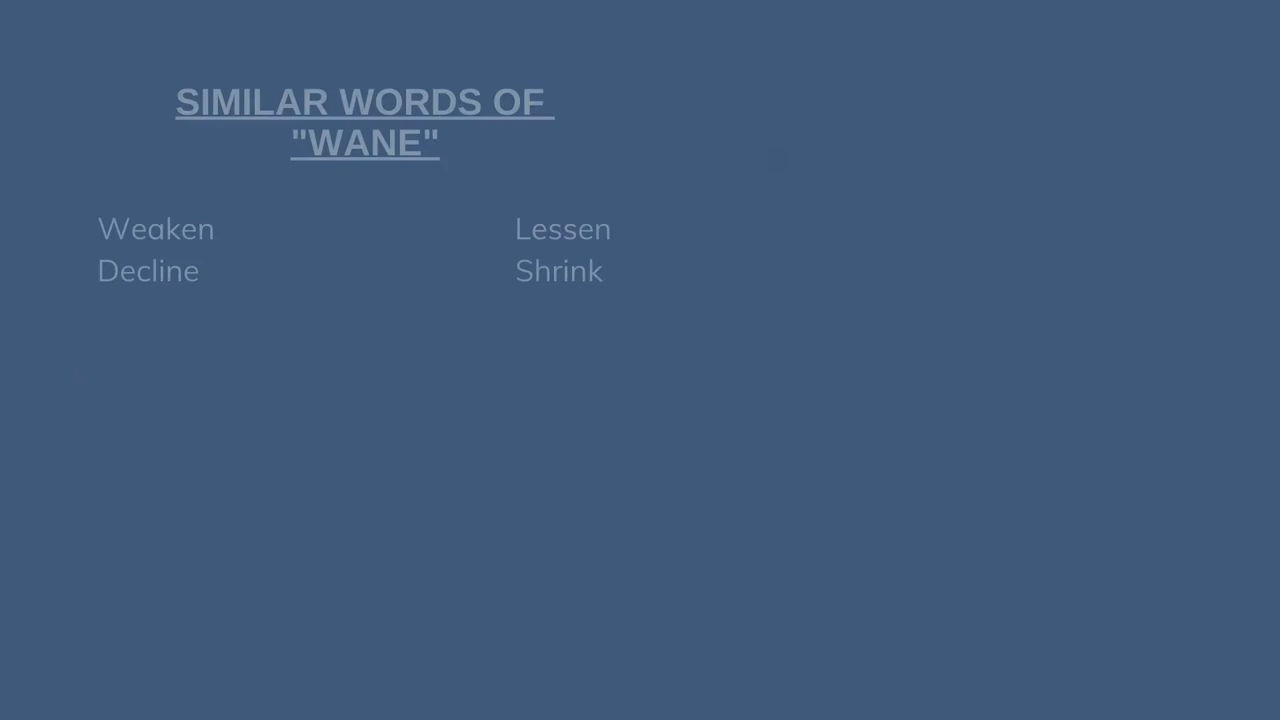 SIMILAR WORDS OF
"WANE"
Weaken
Decline
Lessen
Shrink